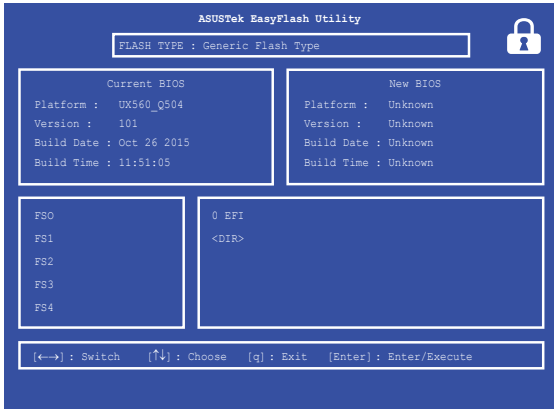 ASUSTek EasyFlash Utility
FLASH TYPE : Generic Flash Type
Current BIOS
Platform : UX560_Q504
Version : 101
Build Date : Oct 26 2015
Build Time : 11:51:05
New BIOS
Platform : Unknown
Version : Unknown
Build Date : Unknown
Build Time : Unknown
FSO
FS1
FS2
FS3
FS4
0 EFI
<DIR>
[←→] : Switch [↑↓] : Choose [q] : Exit [Enter] : Enter/Execute